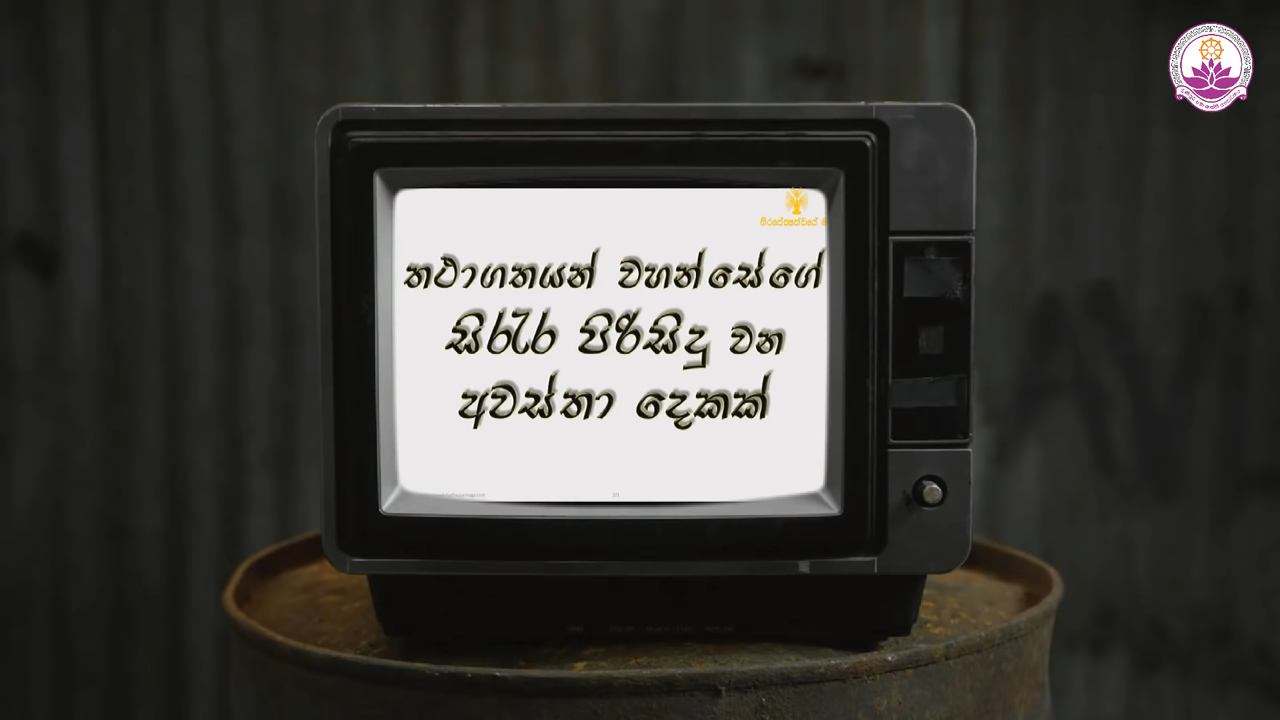 තථාගතයන් වහන්සේගේ
සිරුර පිරිසිදු වන
අවස්තා දෙකක්